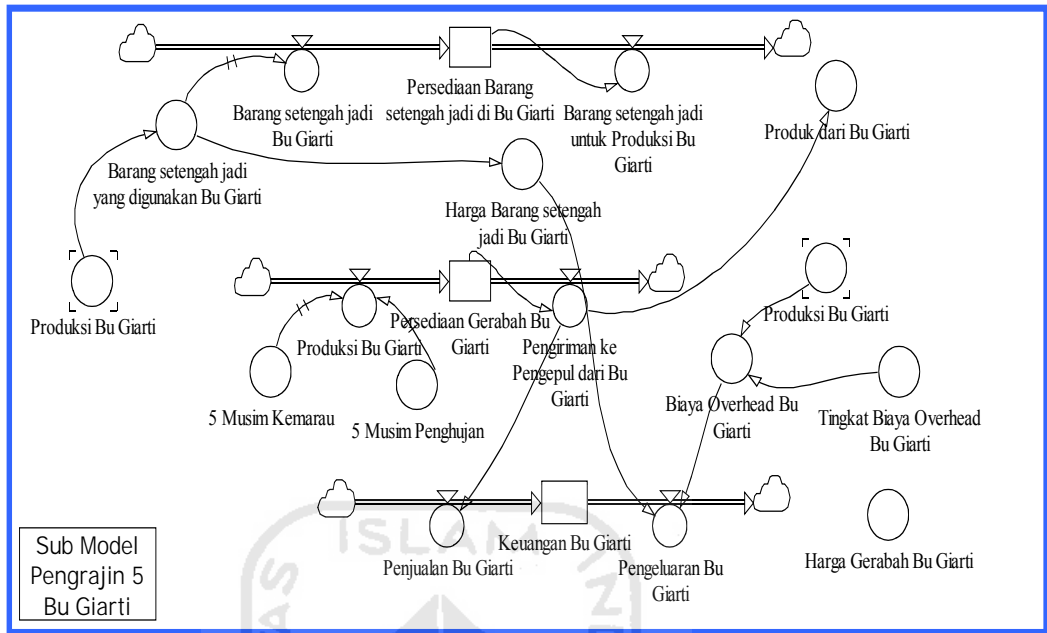 Barang setengah jadi
Bu Giarti
Persediaan Barang
setengah jadi di Bu Giarti
Barang setengah jadi
untuk Produksi Bu
Giarti
Produk dari Bu Giarti
Barang setengah jadi
yang digunakan Bu Giarti
Harga Barang setengah
jadi Bu Giarti
Produksi Bu Giarti
Produksi Bu Giarti
Persediaan Gerabah Bu
Giarti
Pengiriman ke
Pengepul dari Bu
Giarti
Produksi Bu Giarti
5 Musim Kemarau
5 Musim Penghujan
Biaya Overhead Bu
Giarti
Tingkat Biaya Overhead
Bu Giarti
Penjualan Bu Giarti
Keuangan Bu Giarti
Pengeluaran Bu
Giarti
Harga Gerabah Bu Giarti
Sub Model
Pengrajin 5
Bu Giarti
ISLAM